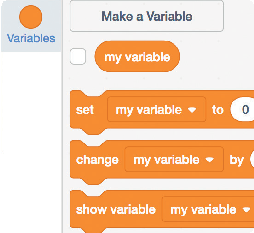 Make a Variable
Variables
my variable
set my variable to 0
change my variable by
show variable my variable